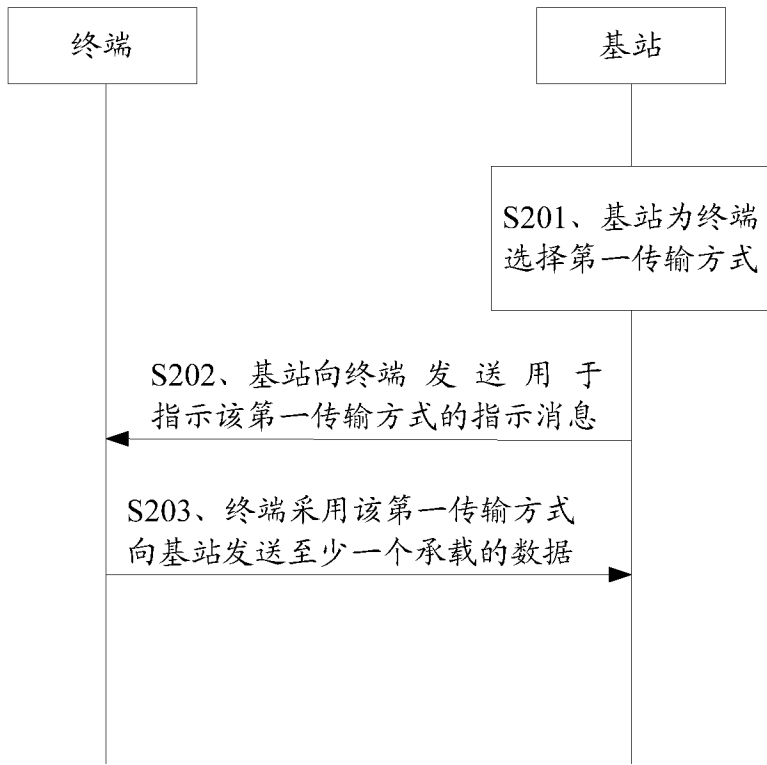 终端
基站
S201、基站为终端
选择第一传输方式
S202、基站向终端 发 送 用 于
指示该第一传输方式的指示消息
S203、终端采用该第一传输方式
向基站发送至少一个承载的数据